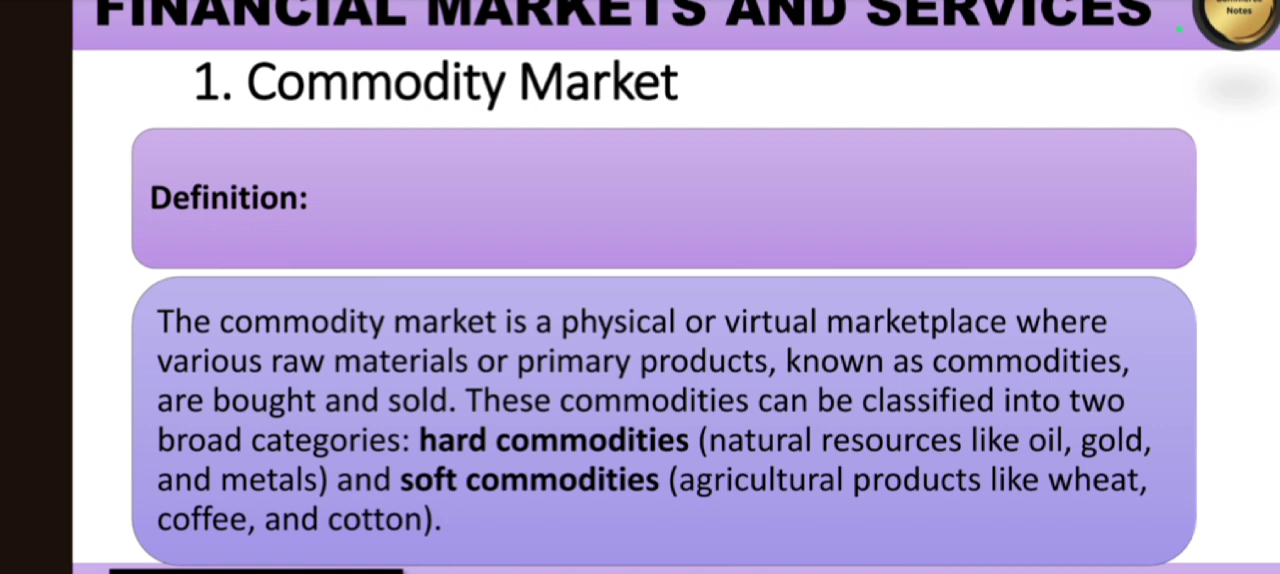 FINANCIAL MARKETS AND SERVICES
Notes
1. Commodity Market
Definition:
The commodity market is a physical or virtual marketplace where
various raw materials or primary products, known as commodities,
are bought and sold. These commodities can be classified into two
broad categories: hard commodities (natural resources like oil, gold,
and metals) and soft commodities (agricultural products like wheat,
coffee, and cotton).